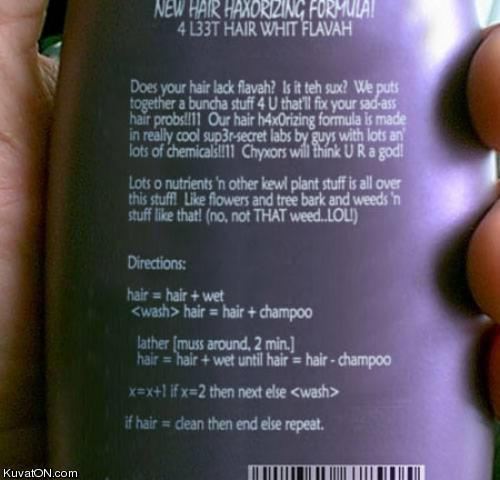 NEW HAIR HAXORIZING FORMULA!
4 L33T HAIR WHIT FLAVAH
Does your hair lack flavah? Is it teh sux? We puts
together a buncha stuff 4 U that'll fix your sad-ass
hair probs!!11 Our hair h4x0rizing formula is made
in really cool sup3r-secret labs by guys with lots an'
lots of chemicals!!11 Chyxors will think U R a god!
Lots o nutrients 'n other kewl plant stuff is all over
this stuff! Like flowers and tree bark and weeds 'n
stuff like that! (no, not THAT weed..LOL!)
Directions:
hair = hair + wet
<wash> hair = hair + champoo
lather [muss around, 2 min.]
hair = hair + wet until hair = hair - champoo
x=x+1 if x=2 then next else <wash>
if hair = clean then end else repeat.
KuvatON.com